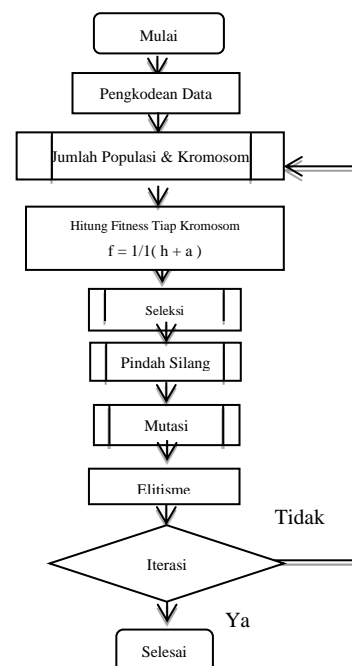 Mulai
Pengkodean Data
Jumlah Populasi & Kromosom
Hitung Fitness Tiap Kromosom
f = 1/1( h + a )
Seleksi
Pindah Silang
Mutasi
Elitisme
Tidak
Iterasi
Ya
Selesai